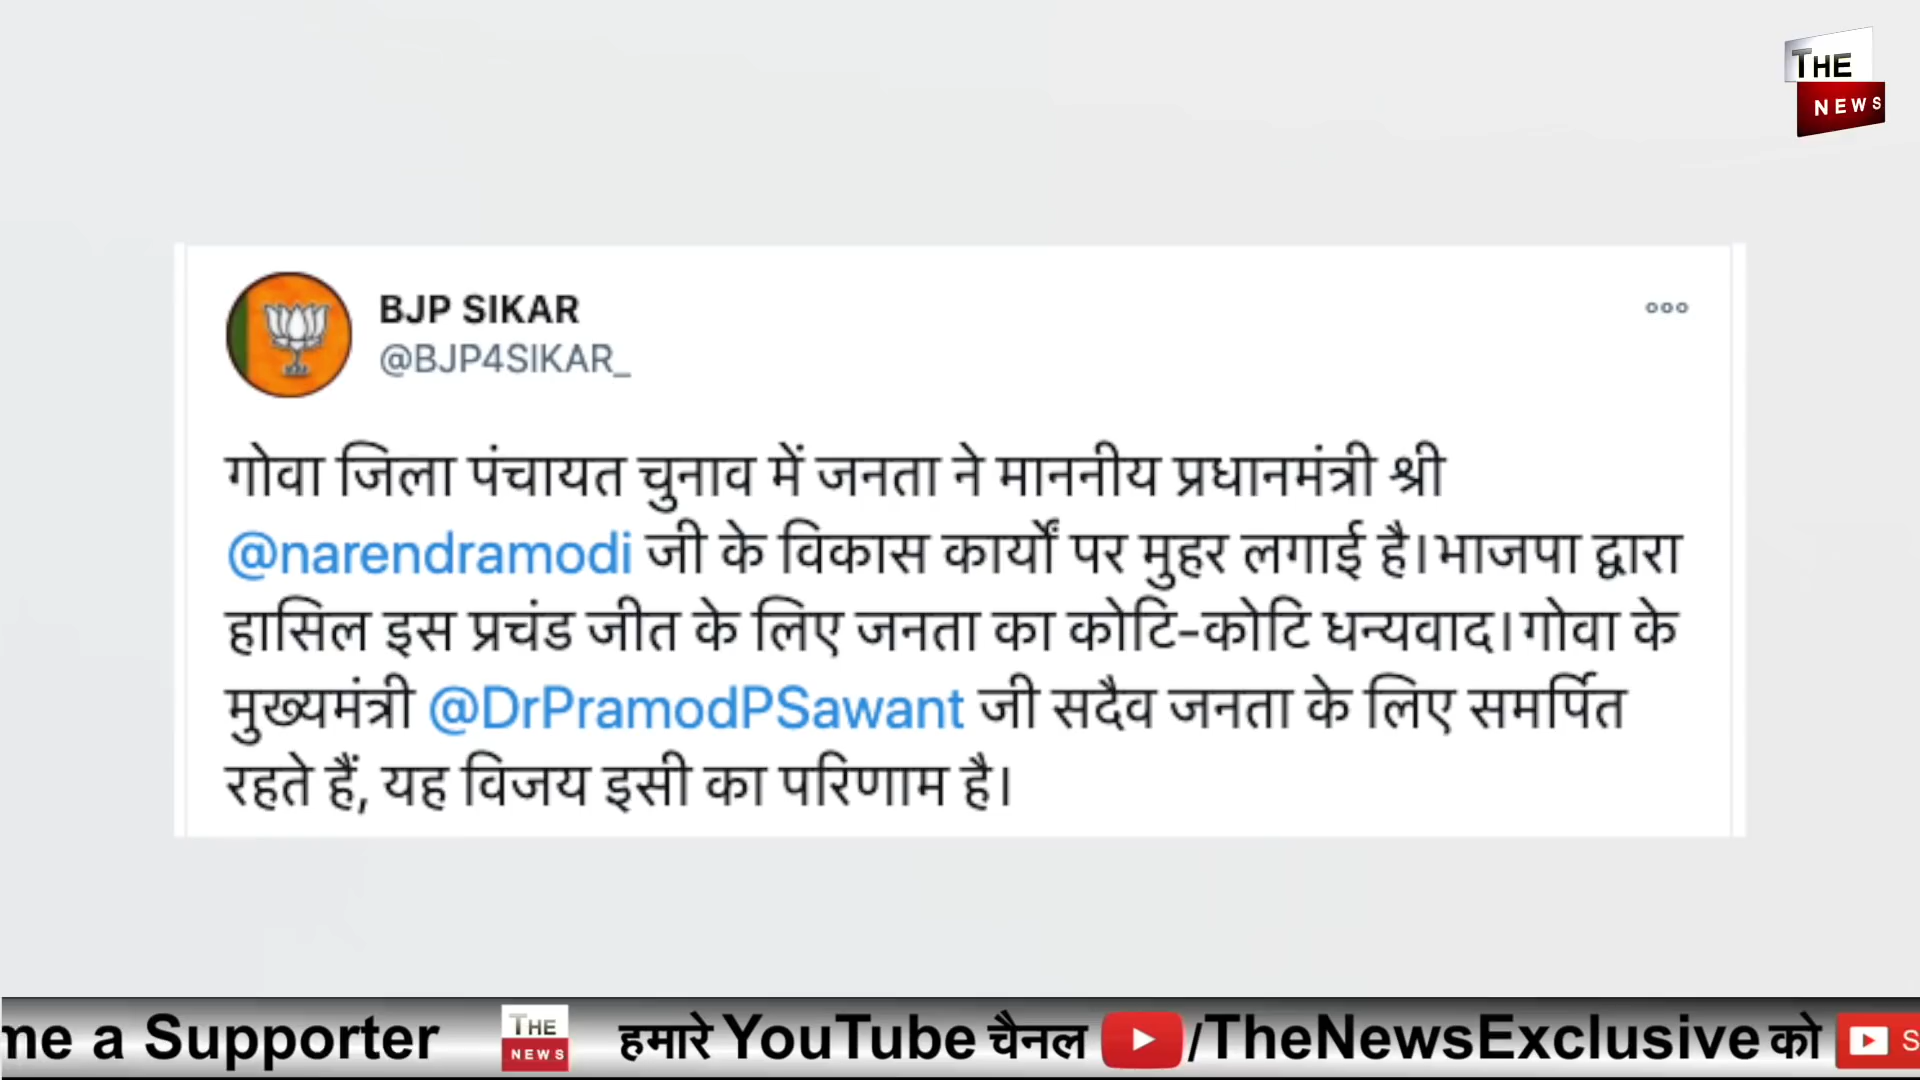 THE
NEWS
BJP SIKAR
@BJP4SIKAR_
गोवा जिला पंचायत चुनाव में जनता ने माननीय प्रधानमंत्री श्री
@narendramodi जी के विकास कार्यों पर मुहर लगाई है।भाजपा द्वारा
हासिल इस प्रचंड जीत के लिए जनता का कोटि-कोटि धन्यवाद।गोवा के
मुख्यमंत्री @DrPramodPSawant जी सदैव जनता के लिए समर्पित
रहते हैं, यह विजय इसी का परिणाम है।
me a Supporter THE NEWS हमारे YouTube चैनल /TheNewsExclusive को S